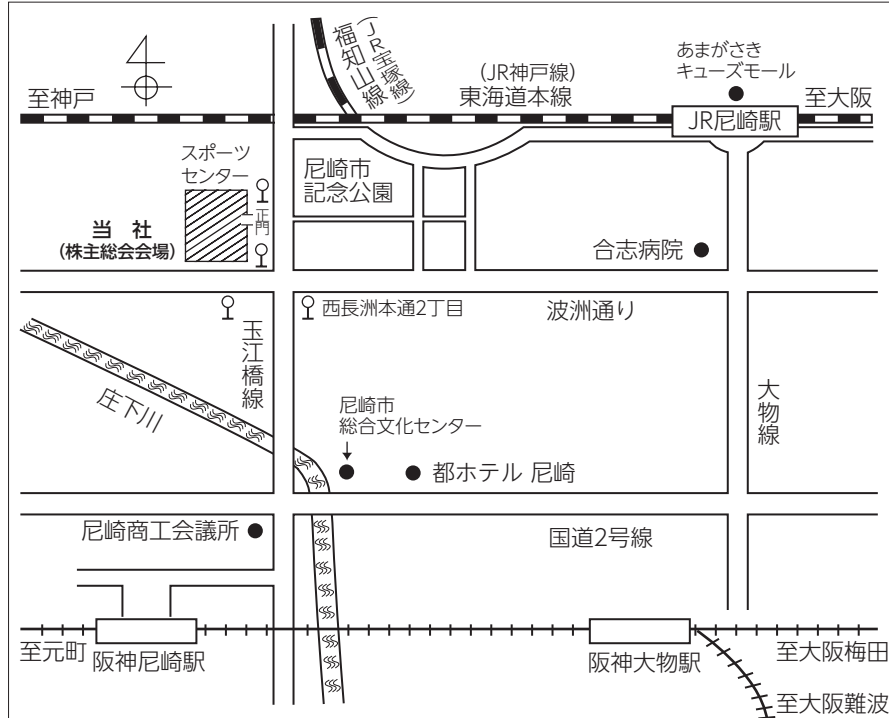 至神戸
福知山線
(JR宝塚線)
(JR神戸線)
東海道本線
あまがさき
キューズモール
至大阪
JR尼崎駅
スポーツ
センター
正門
当 社
(株主総会会場)
尼崎市
記念公園
合志病院
西長洲本通2丁目
波洲通り
玉江橋線
庄下川
大物線
尼崎市
総合文化センター
都ホテル 尼崎
尼崎商工会議所
国道2号線
至元町
阪神尼崎駅
阪神大物駅
至大阪梅田
至大阪難波